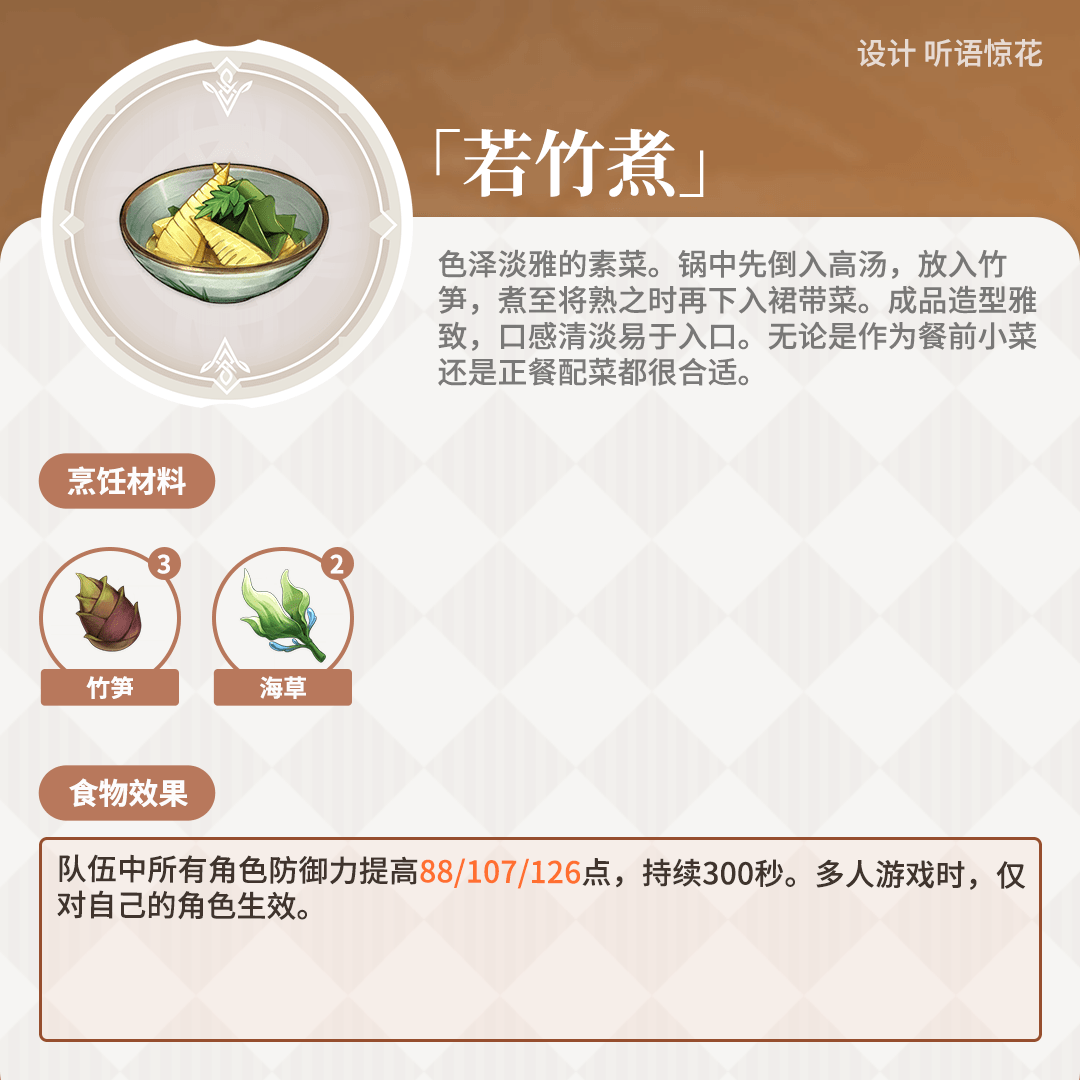 设计 听语惊花
「若竹煮」
色泽淡雅的素菜。锅中先倒入高汤，放入竹
笋，煮至将熟之时再下入裙带菜。成品造型雅
致，口感清淡易于入口。无论是作为餐前小菜
还是正餐配菜都很合适。
烹饪材料
3
2
竹笋
海草
食物效果
队伍中所有角色防御力提高88/107/126点，持续300秒。多人游戏时，仅
对自己的角色生效。